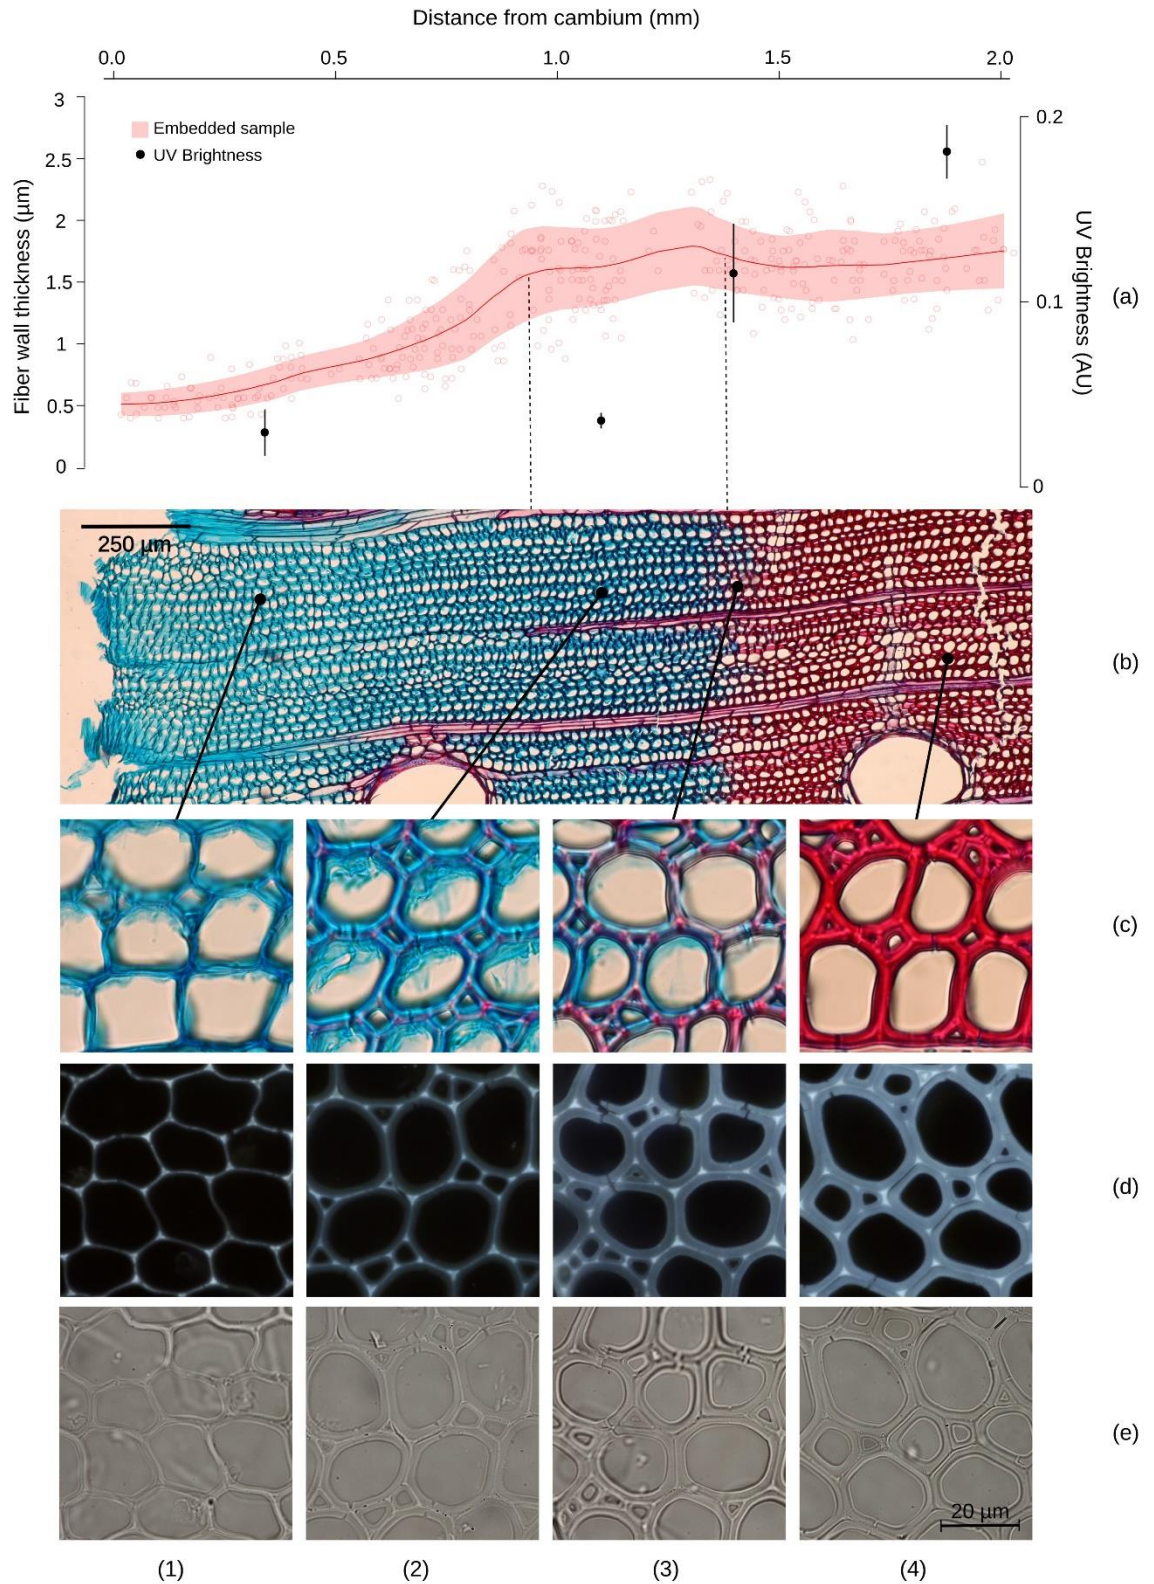 Distance from cambium (mm)
0.0 0.5 1.0 1.5 2.0
3
2.5
2
1.5
1
0.5
0
Fiber wall thickness (µm)
Embedded sample
UV Brightness
0.2
0.1
0
UV Brightness (AU)
(a)
250 µm
(b)
(c)
(d)
20 µm
(e)
(1) (2) (3) (4)